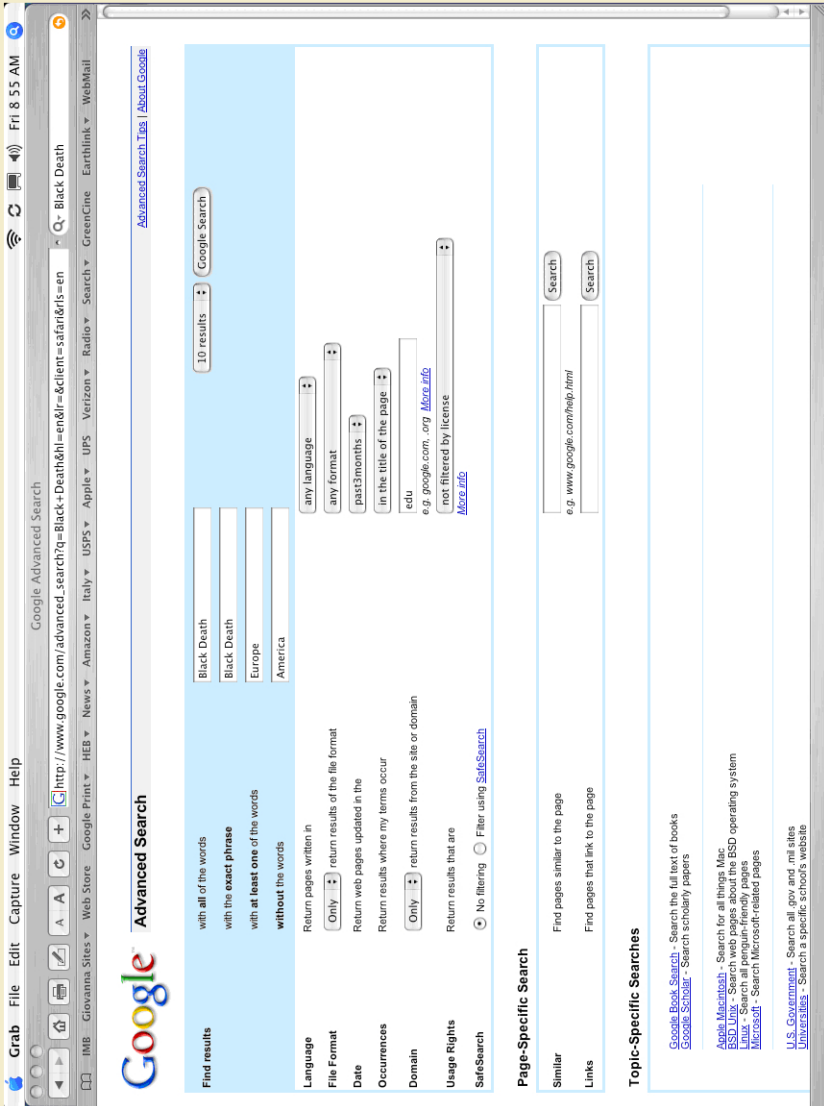 Grab File Edit Capture Window Help Fri 8 55 AM
Google Advanced Search
A A + http://www.google.com/advanced_search?q=Black+Death&hl=en&lr=&client=safari&rls=en Black Death
IMB Giovanna Sites Web Store Google Print HEB News Amazon Italy USPS Apple UPS Verizon Radio Search GreenCine Earthlink WebMail
Google Advanced Search Advanced Search Tips | About Google
Find results with all of the words Black Death 10 results Google Search
with the exact phrase Black Death
with at least one of the words Europe
without the words America
Language Return pages written in any language
File Format Only return results of the file format any format
Date Return web pages updated in the past3months
Occurrences Return results where my terms occur in the title of the page
Domain Only return results from the site or domain edu
e.g. google.com, .org More info
Usage Rights Return results that are not filtered by license
More info
SafeSearch No filtering Filter using SafeSearch
Page-Specific Search
Similar Find pages similar to the page Search
e.g. www.google.com/help.html
Links Find pages that link to the page Search
Topic-Specific Searches
Google Book Search - Search the full text of books
Google Scholar - Search scholarly papers
Apple Macintosh - Search for all things Mac
BSD Unix - Search web pages about the BSD operating system
Linux - Search all penguin-friendly pages
Microsoft - Search Microsoft-related pages
U.S. Government - Search all .gov and .mil sites
Universities - Search a specific school's website